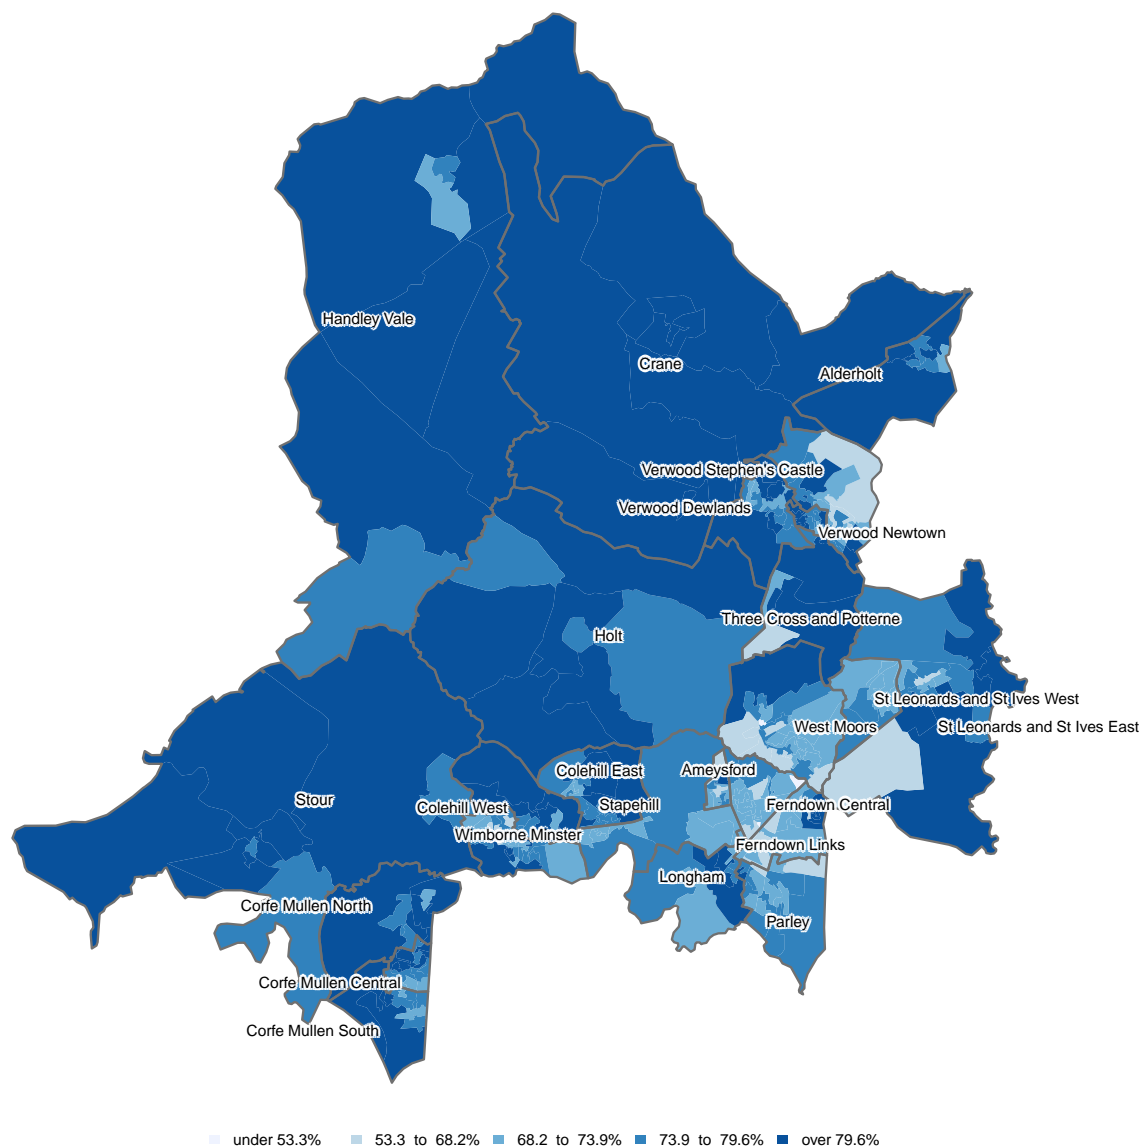 Handley Vale
Crane
Alderholt
Verwood Stephen's Castle
Verwood Dewlands
Verwood Newtown
Three Cross and Potterne
Holt
St Leonards and St Ives West
West Moors
St Leonards and St Ives East
Colehill East
Ameysford
Stour
Colehill West
Stapehill
Ferndown Central
Wimborne Minster
Ferndown Links
Longham
Corfe Mullen North
Parley
Corfe Mullen Central
Corfe Mullen South
under 53.3% 53.3 to 68.2% 68.2 to 73.9% 73.9 to 79.6% over 79.6%